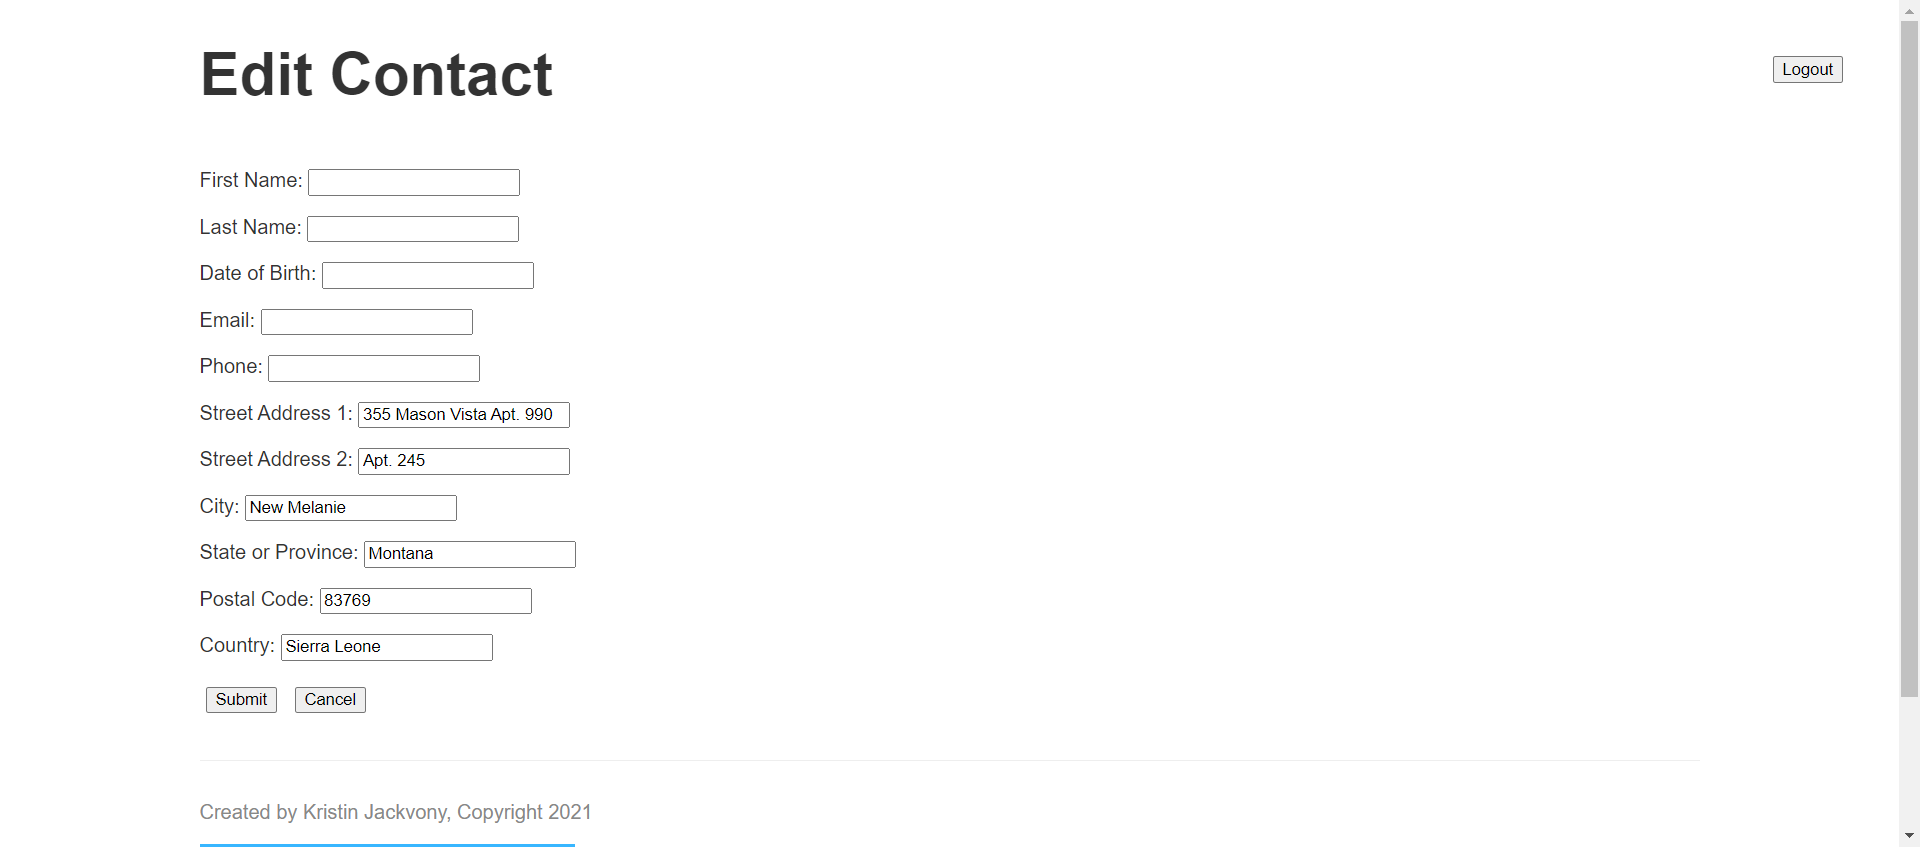 Edit Contact
Logout
First Name:
Last Name:
Date of Birth:
Email:
Phone:
Street Address 1: 355 Mason Vista Apt. 990
Street Address 2: Apt. 245
City: New Melanie
State or Province: Montana
Postal Code: 83769
Country: Sierra Leone
Submit Cancel
Created by Kristin Jackvony, Copyright 2021